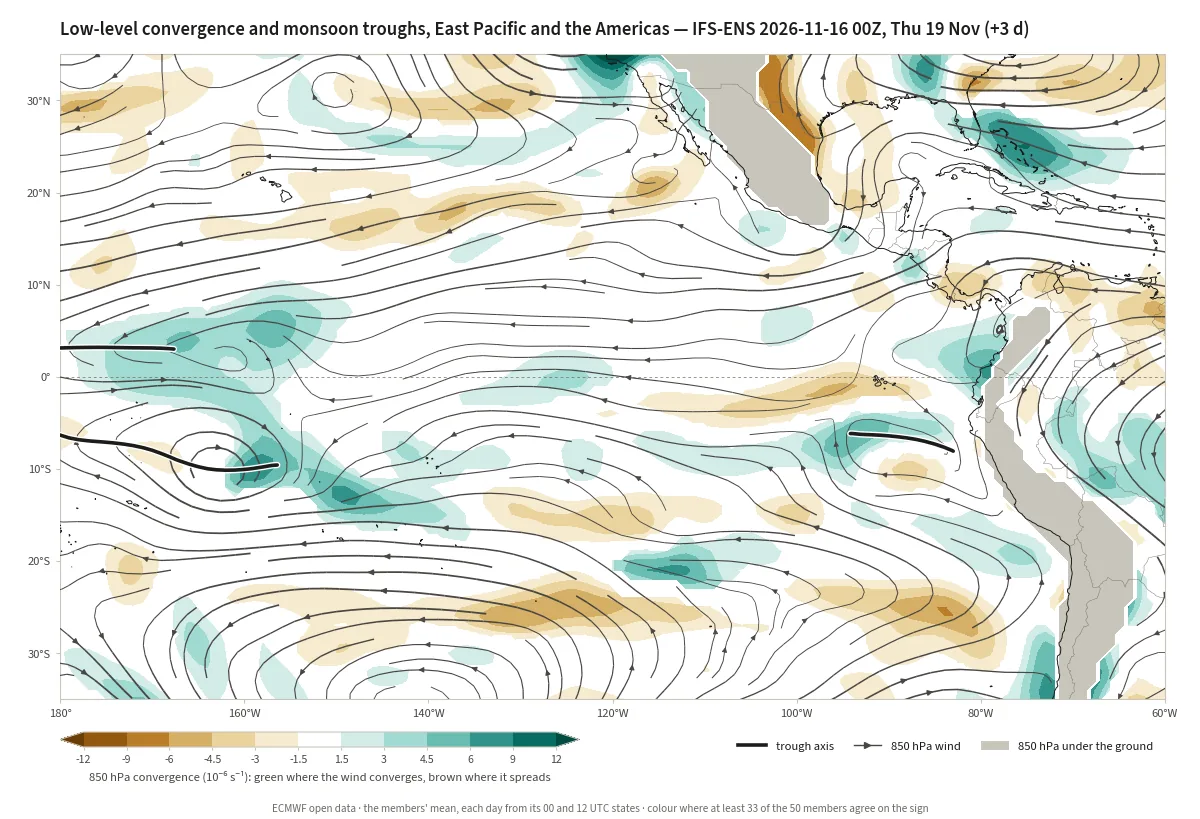 Low-level convergence and monsoon troughs, East Pacific and the Americas — IFS-ENS 2026-11-16 00Z, Thu 19 Nov (+3 d)
30°N
20°N
10°N
0°
10°S
20°S
30°S
180° 160°W 140°W 120°W 100°W 80°W 60°W
-12 -9 -6 -4.5 -3 -1.5 1.5 3 4.5 6 9 12
850 hPa convergence (10⁻⁶ s⁻¹): green where the wind converges, brown where it spreads
trough axis 850 hPa wind 850 hPa under the ground
ECMWF open data · the members' mean, each day from its 00 and 12 UTC states · colour where at least 33 of the 50 members agree on the sign